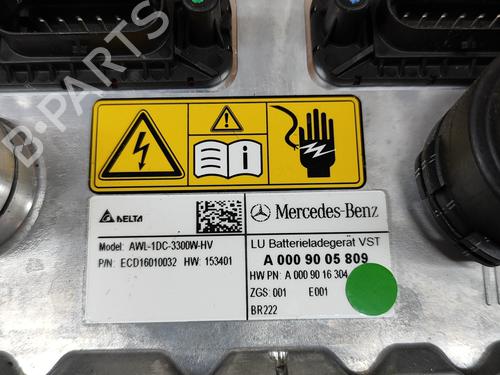 B-PARTS
DELTA
Model: AWL-1DC-3300W-HV
P/N: ECD16010032 HW: 153401
Mercedes-Benz
LU Batterieladegerät VST
A 000 90 05 809
HW PN: A 000 90 16 304
ZGS: 001 E001
BR222